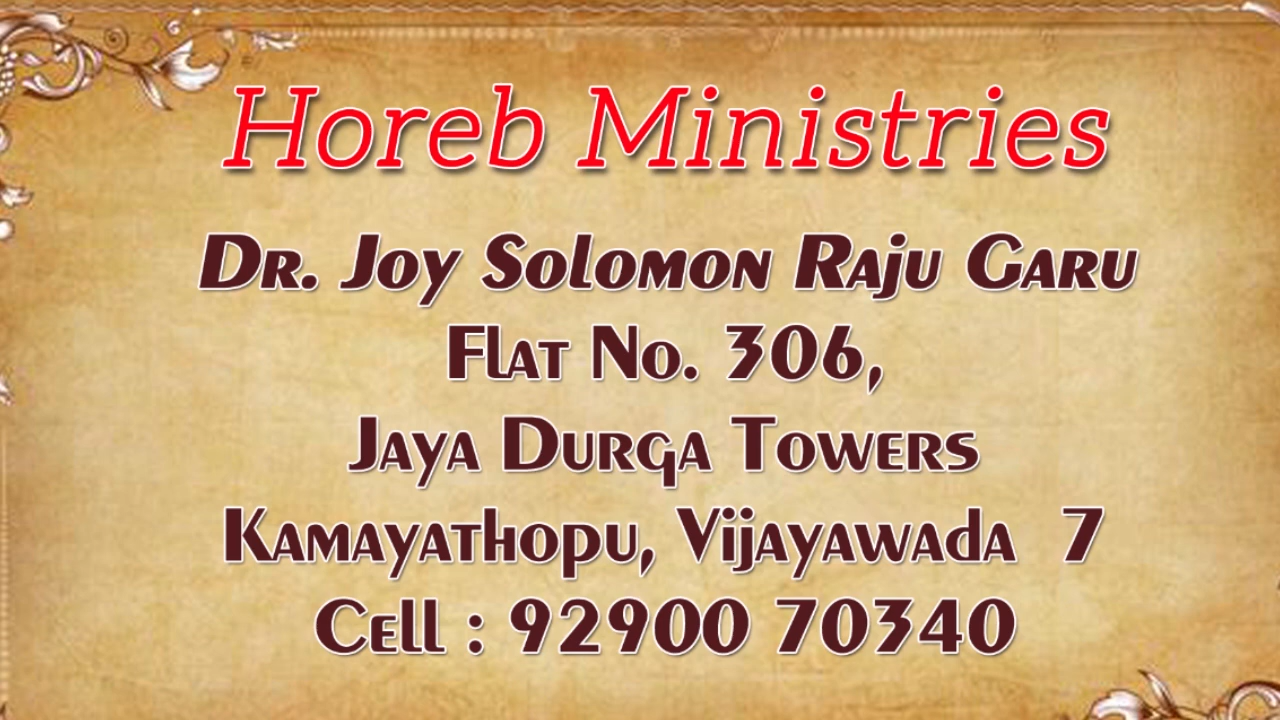 Horeb Ministries
Dr. Joy Solomon Raju Garu
Flat No. 306,
Jaya Durga Towers
Kamayathopu, Vijayawada 7
Cell : 92900 70340